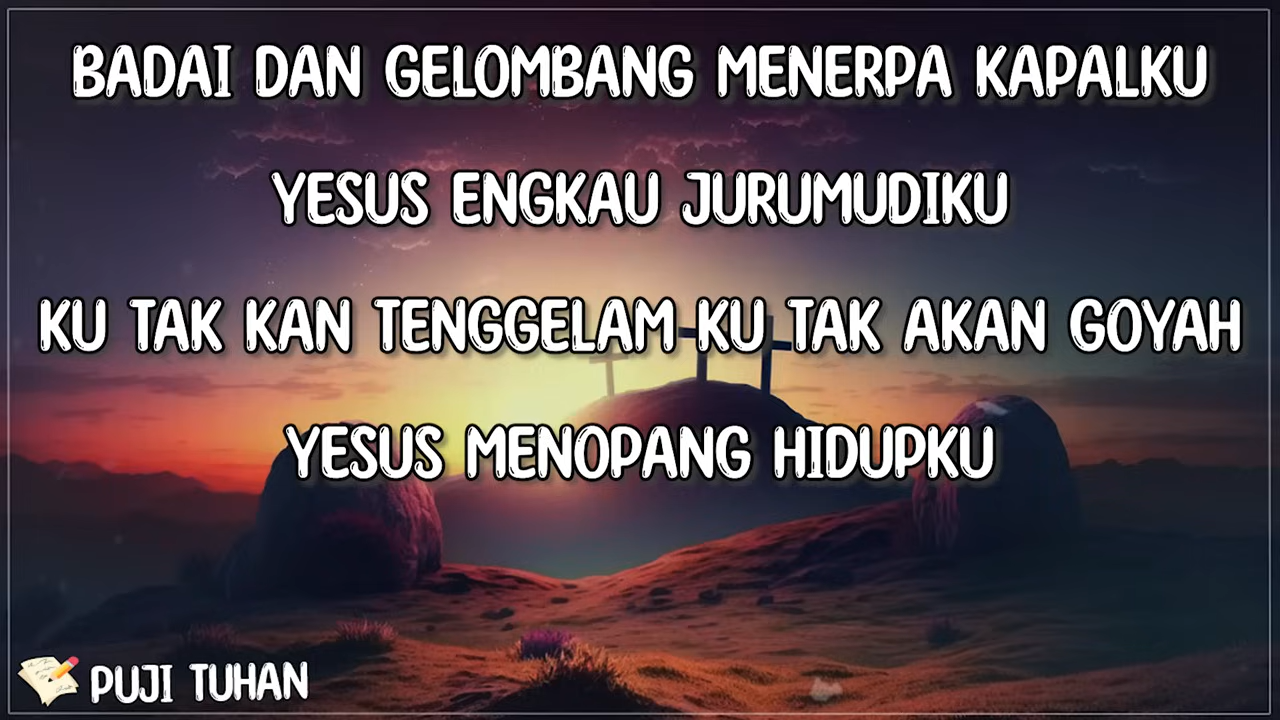 BADAI DAN GELOMBANG MENERPA KAPALKU
YESUS ENGKAU JURUMUDIKU
KU TAK KAN TENGGELAM KU TAK AKAN GOYAH
YESUS MENOPANG HIDUPKU
PUJI TUHAN